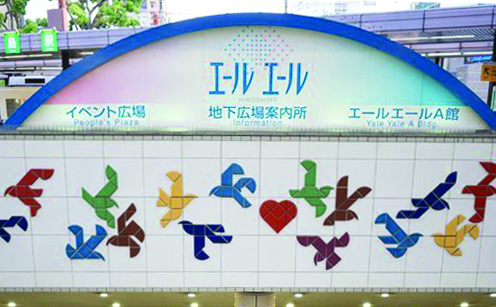 エールエール
HIROSHIMA
イベント広場
People's Plaza
地下広場案内所
Information
エールエールA館
Yale Yale A Bldg.